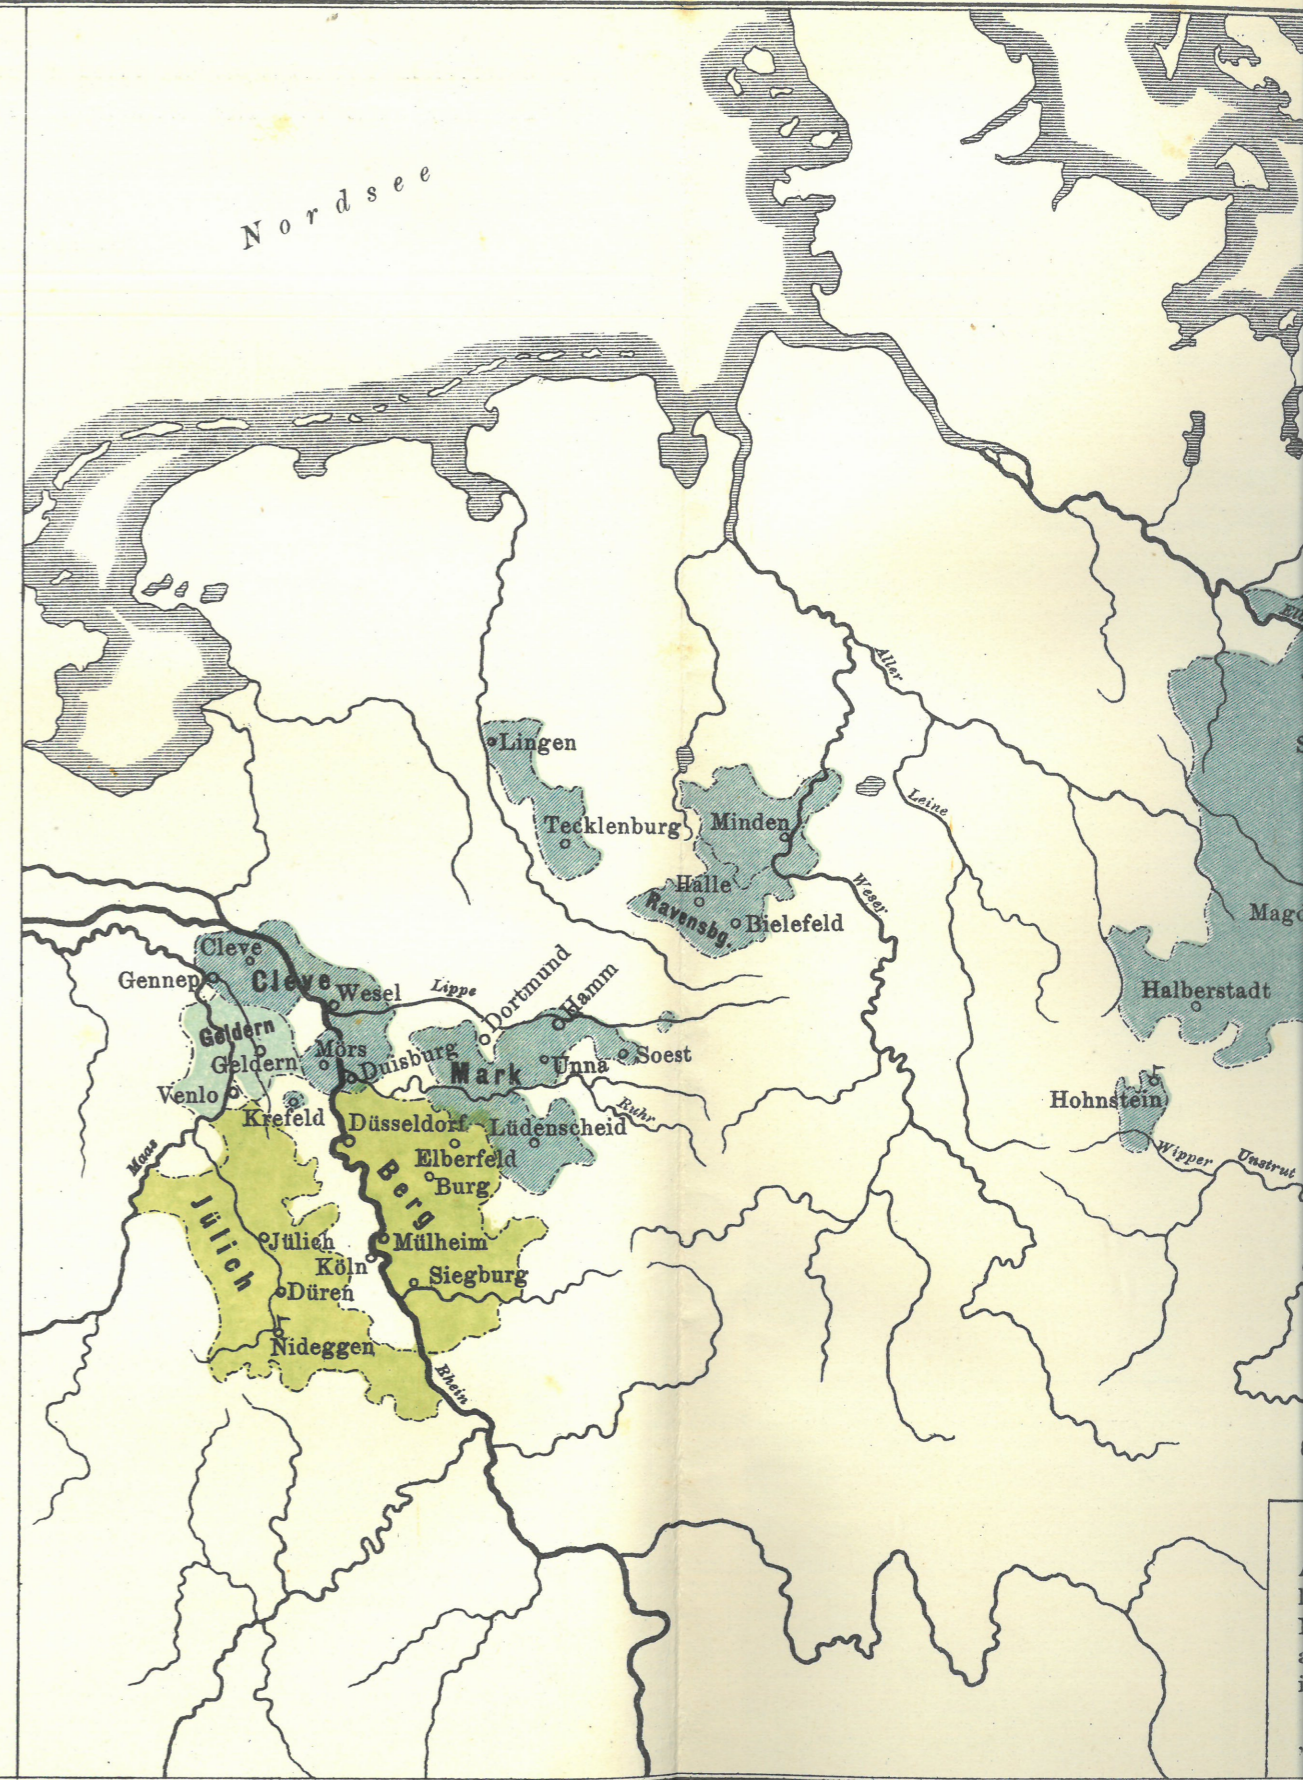 Nordsee
Elb
Aller
Lingen
Leine
Tecklenburg
Minden
Halle
Weser
Ravensbg.
Bielefeld
Magd
Cleve
Gennep
Cleve
Wesel
Lippe
Dortmund
Hamm
Halberstadt
Geldern
Geldern
Mörs
Duisburg
Mark
Unna
Soest
Venlo
Krefeld
Hohnstein
Düsseldorf
Lüdenscheid
Ruhr
Maas
Elberfeld
Burg
Berg
Wipper
Unstrut
Jülich
Jülich
Mülheim
Köln
Siegburg
Düren
Nideggen
Rhein